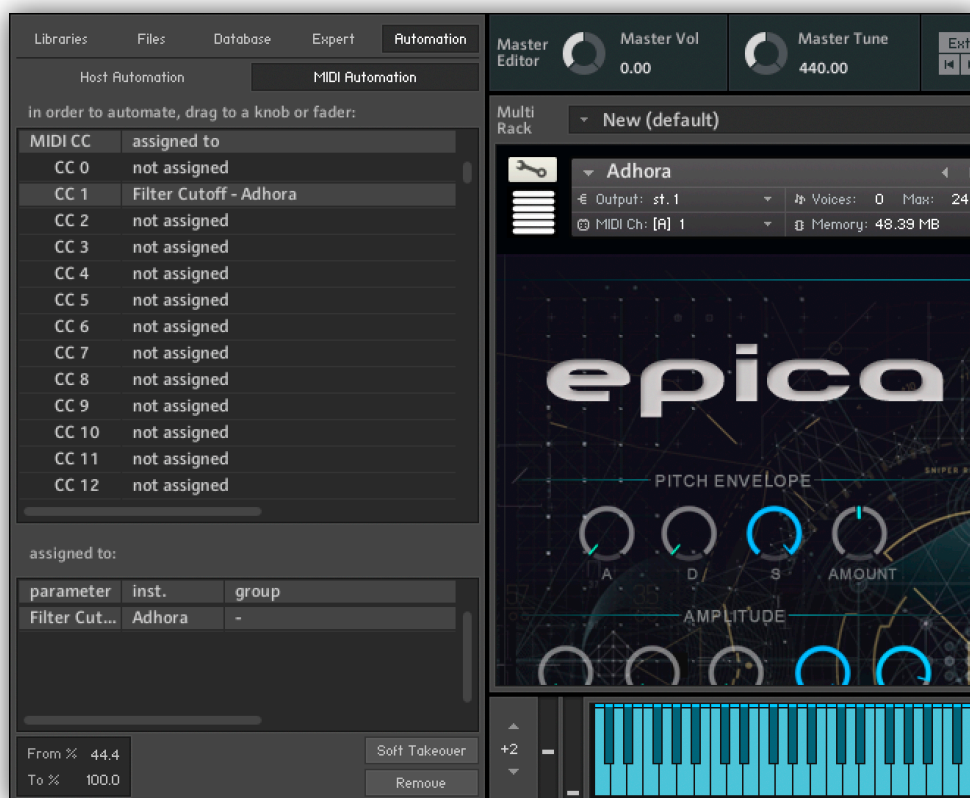 Libraries Files Database Expert Automation
Host Automation MIDI Automation
in order to automate, drag to a knob or fader:
MIDI CC assigned to
CC 0 not assigned
CC 1 Filter Cutoff - Adhora
CC 2 not assigned
CC 3 not assigned
CC 4 not assigned
CC 5 not assigned
CC 6 not assigned
CC 7 not assigned
CC 8 not assigned
CC 9 not assigned
CC 10 not assigned
CC 11 not assigned
CC 12 not assigned
assigned to:
parameter inst. group
Filter Cut... Adhora -
From % 44.4
To % 100.0
Soft Takeover
Remove
Master Editor
Master Vol
0.00
Master Tune
440.00
Ext
Multi Rack
New (default)
Adhora
Output: st.1
Voices: 0 Max: 24
MIDI Ch: [A] 1
Memory: 48.39 MB
epica
SNIPER
PITCH ENVELOPE
A D S AMOUNT
AMPLITUDE
+2